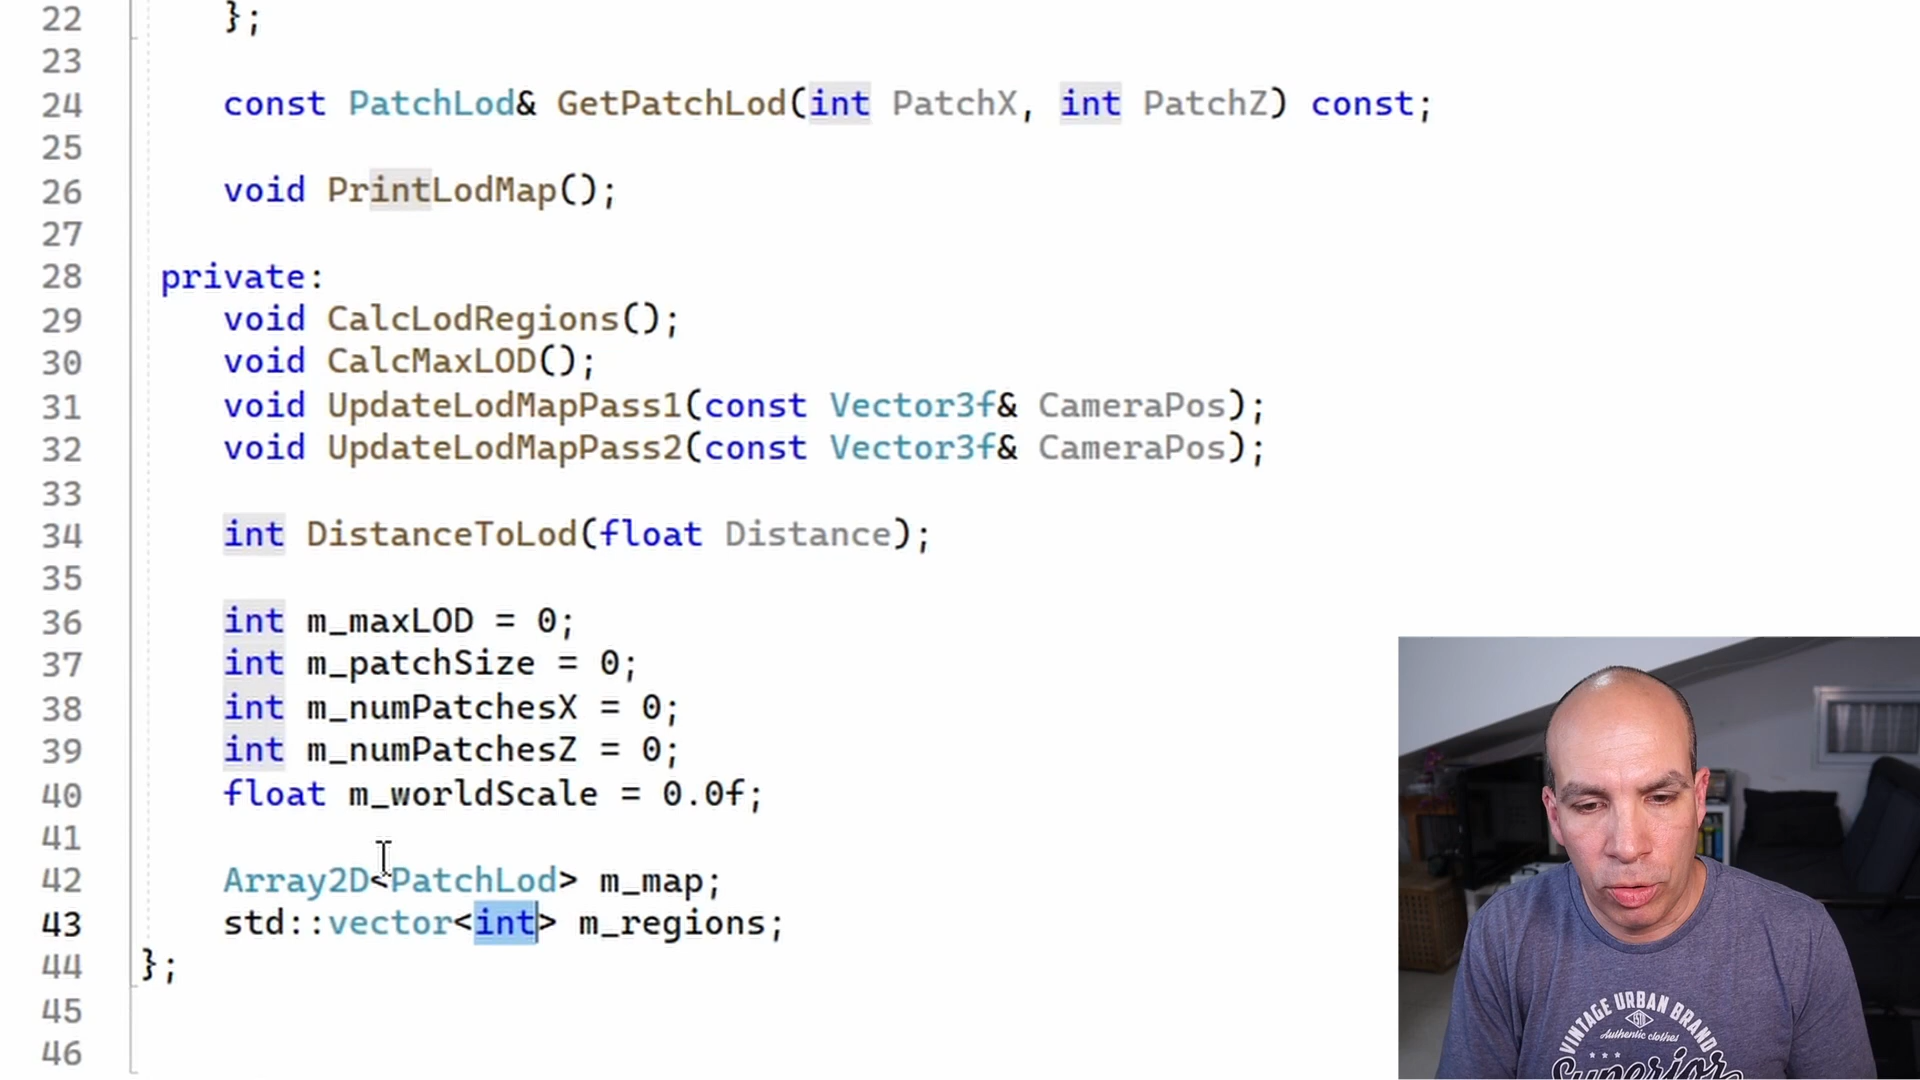 22 };
23
24 const PatchLod& GetPatchLod(int PatchX, int PatchZ) const;
25
26 void PrintLodMap();
27
28 private:
29 void CalcLodRegions();
30 void CalcMaxLOD();
31 void UpdateLodMapPass1(const Vector3f& CameraPos);
32 void UpdateLodMapPass2(const Vector3f& CameraPos);
33
34 int DistanceToLod(float Distance);
35
36 int m_maxLOD = 0;
37 int m_patchSize = 0;
38 int m_numPatchesX = 0;
39 int m_numPatchesZ = 0;
40 float m_worldScale = 0.0f;
41
42 Array2D<PatchLod> m_map;
43 std::vector<int> m_regions;
44 };
45
46
VINTAGE URBAN BRAND
Authentic clothes
Superior